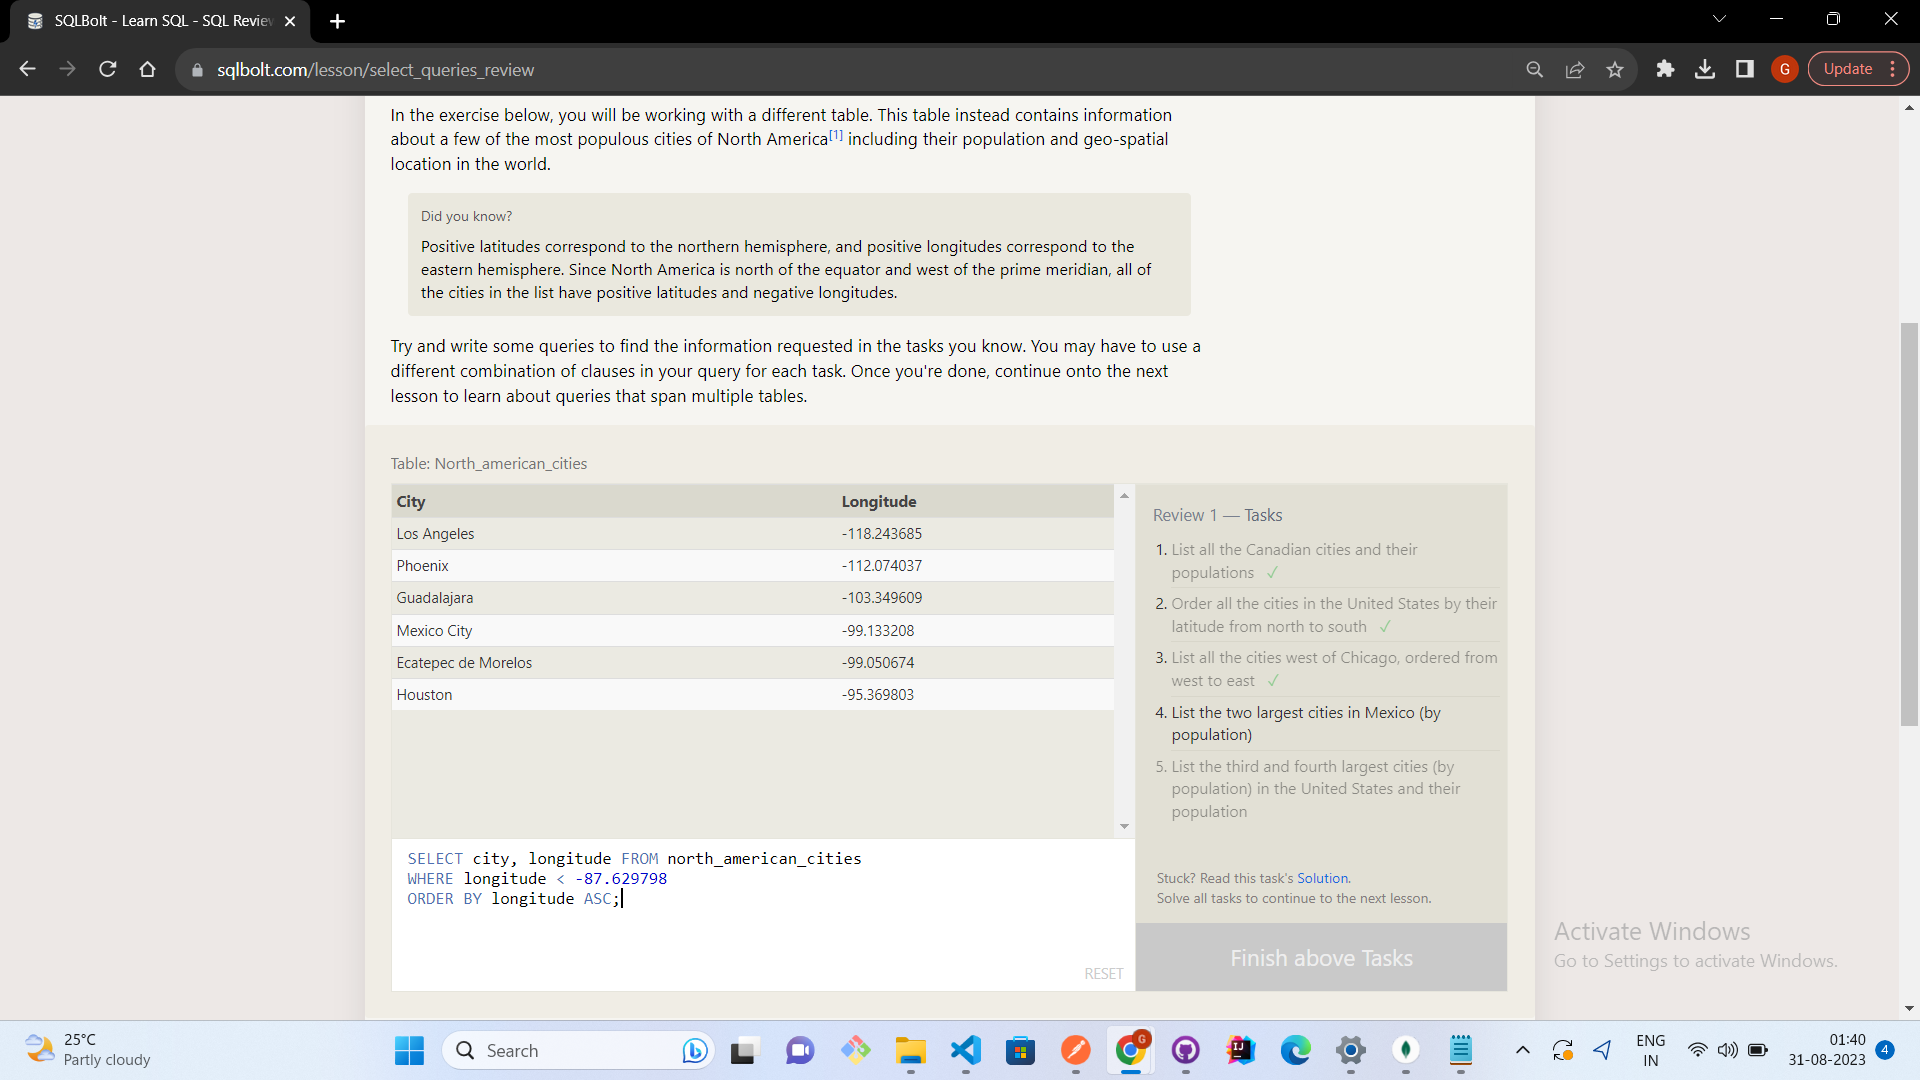 SQLBolt - Learn SQL - SQL Review
sqlbolt.com/lesson/select_queries_review
G
Update
In the exercise below, you will be working with a different table. This table instead contains information
about a few of the most populous cities of North America[1] including their population and geo-spatial
location in the world.
Did you know?
Positive latitudes correspond to the northern hemisphere, and positive longitudes correspond to the
eastern hemisphere. Since North America is north of the equator and west of the prime meridian, all of
the cities in the list have positive latitudes and negative longitudes.
Try and write some queries to find the information requested in the tasks you know. You may have to use a
different combination of clauses in your query for each task. Once you're done, continue onto the next
lesson to learn about queries that span multiple tables.
Table: North_american_cities
City Longitude
Los Angeles -118.243685
Phoenix -112.074037
Guadalajara -103.349609
Mexico City -99.133208
Ecatepec de Morelos -99.050674
Houston -95.369803
SELECT city, longitude FROM north_american_cities
WHERE longitude < -87.629798
ORDER BY longitude ASC;
RESET
Review 1 — Tasks
1. List all the Canadian cities and their
populations ✓
2. Order all the cities in the United States by their
latitude from north to south ✓
3. List all the cities west of Chicago, ordered from
west to east ✓
4. List the two largest cities in Mexico (by
population)
5. List the third and fourth largest cities (by
population) in the United States and their
population
Stuck? Read this task's Solution.
Solve all tasks to continue to the next lesson.
Finish above Tasks
Activate Windows
Go to Settings to activate Windows.
25°C
Partly cloudy
Search
G
IJ
ENG
IN
01:40
31-08-2023
4